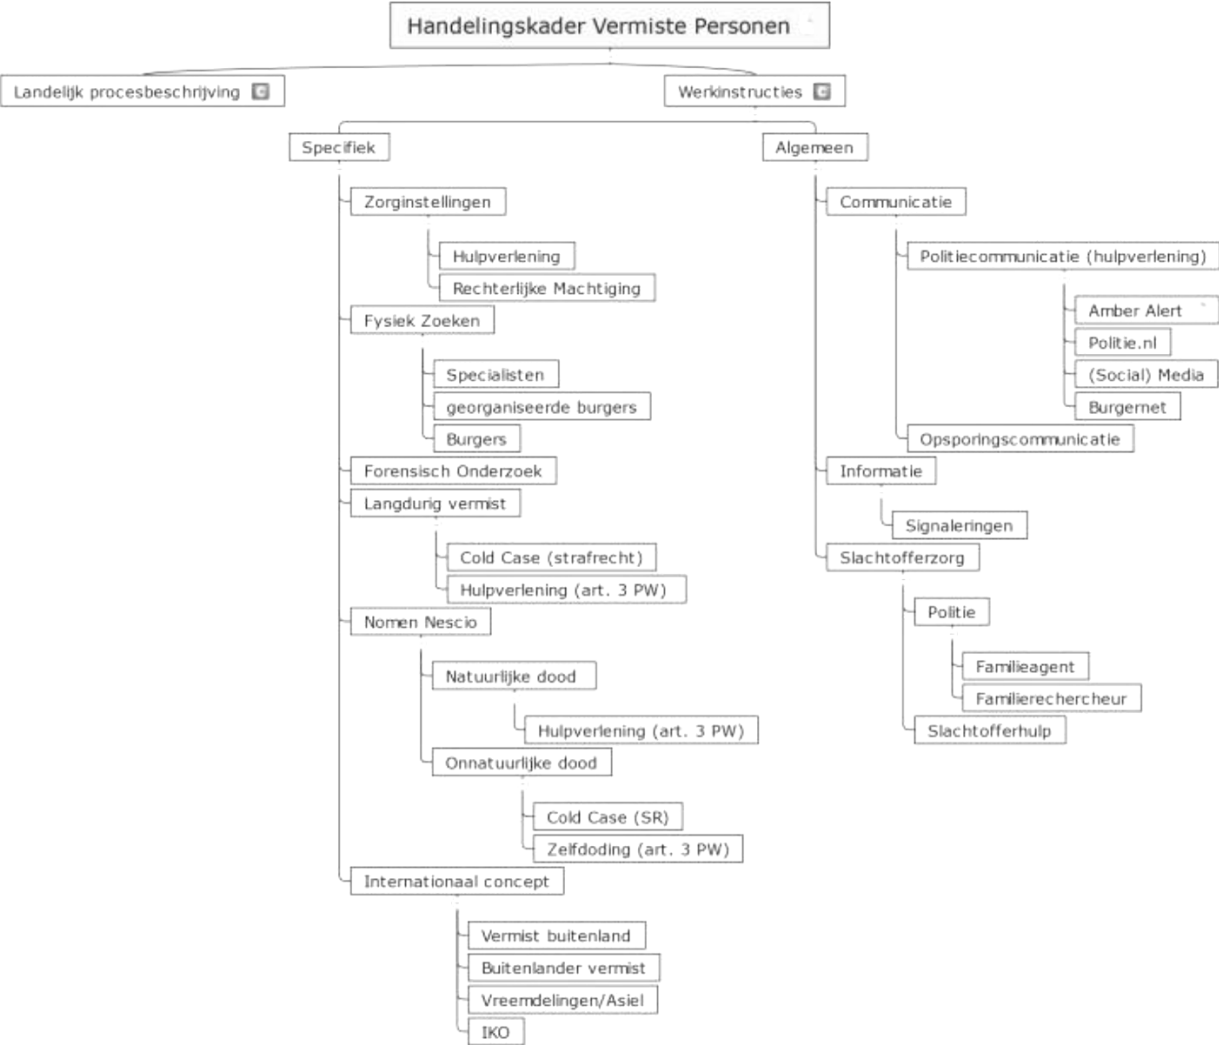 Handelingskader Vermiste Personen
Landelijk procesbeschrijving C
Werkinstructies C
Specifiek
Zorginstellingen
Hulpverlening
Rechterlijke Machtiging
Fysiek Zoeken
Specialisten
georganiseerde burgers
Burgers
Forensisch Onderzoek
Langdurig vermist
Cold Case (strafrecht)
Hulpverlening (art. 3 PW)
Nomen Nescio
Natuurlijke dood
Hulpverlening (art. 3 PW)
Onnatuurlijke dood
Cold Case (SR)
Zelfdoding (art. 3 PW)
Internationaal concept
Vermist buitenland
Buitenlander vermist
Vreemdelingen/Asiel
IKO
Algemeen
Communicatie
Politiecommunicatie (hulpverlening)
Amber Alert
Politie.nl
(Social) Media
Burgernet
Opsporingscommunicatie
Informatie
Signaleringen
Slachtofferzorg
Politie
Familieagent
Familierechercheur
Slachtofferhulp